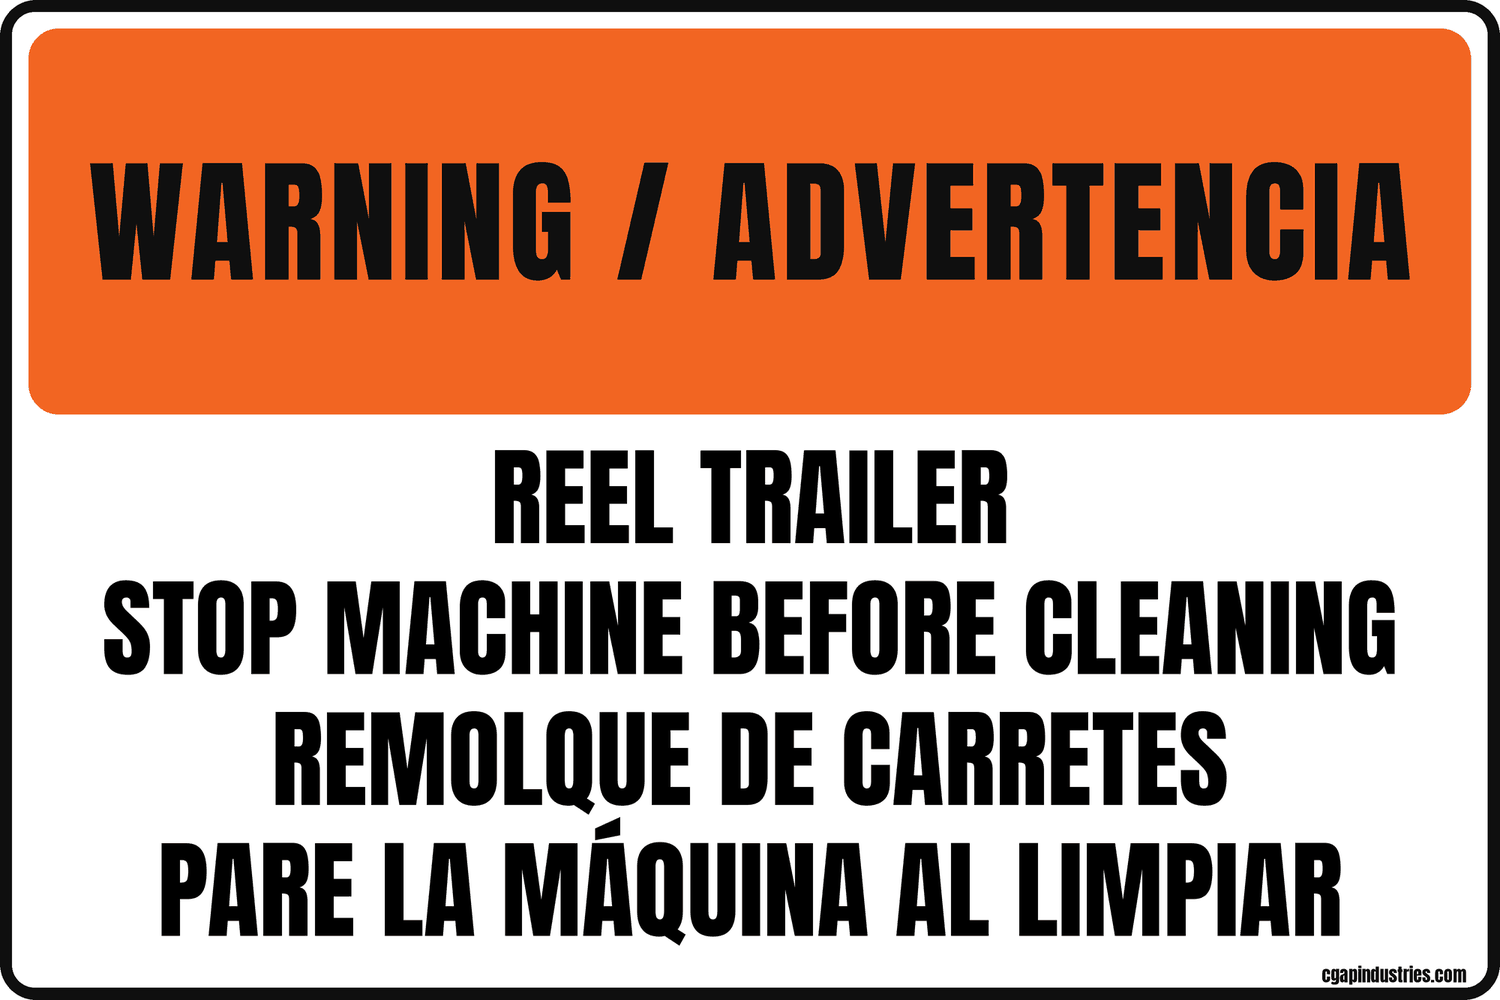 WARNING / ADVERTENCIA
REEL TRAILER
STOP MACHINE BEFORE CLEANING
REMOLQUE DE CARRETES
PARE LA MÁQUINA AL LIMPIAR
cgapindustries.com